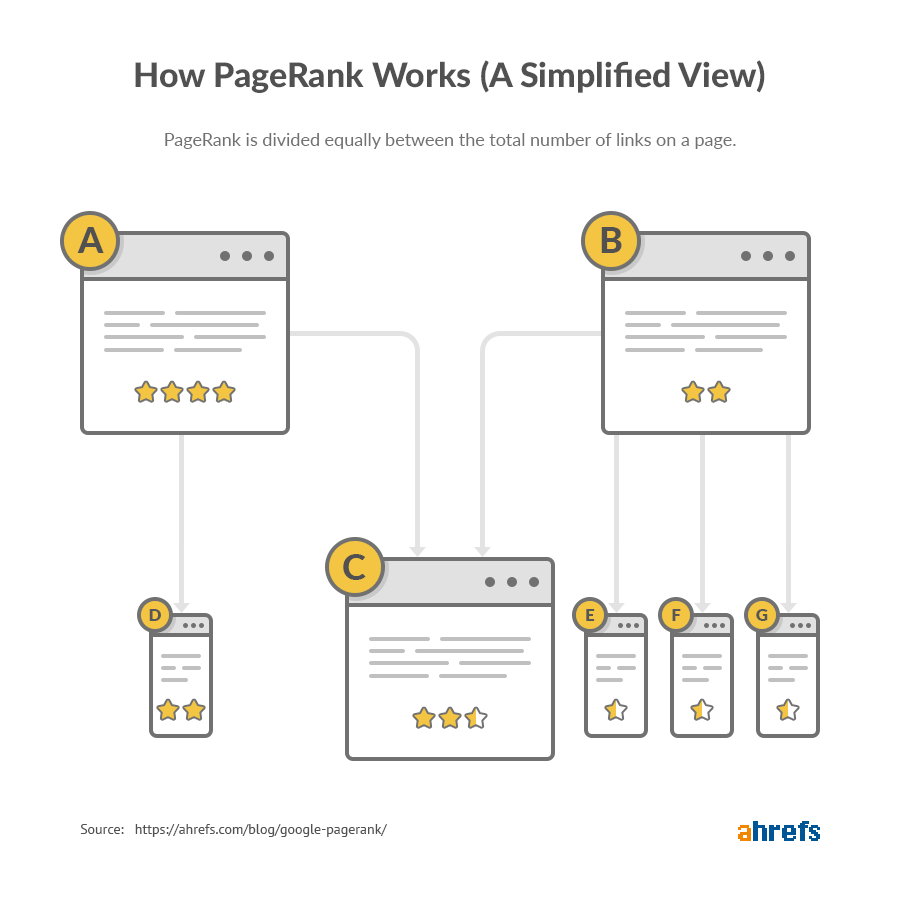 How PageRank Works (A Simplified View)
PageRank is divided equally between the total number of links on a page.
A
B
C
D
E
F
G
Source: https://ahrefs.com/blog/google-pagerank/
ahrefs